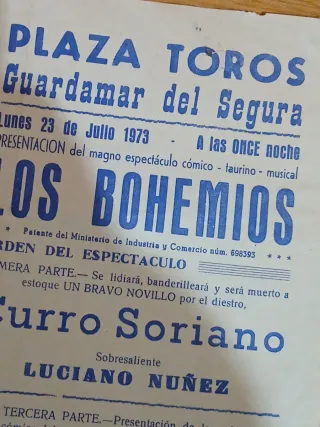 PLAZA TOROS
Guardamar del Segura
Lunes 23 de Julio 1973 - A las ONCE noche
PRESENTACION del magno espectáculo cómico - taurino - musical
LOS BOHEMIOS
Patente del Ministerio de Industria y Comercio núm. 698393
ORDEN DEL ESPECTACULO
PRIMERA PARTE.— Se lidiará, banderilleará y será muerto a
estoque UN BRAVO NOVILLO por el diestro,
Curro Soriano
Sobresaliente
LUCIANO NUÑEZ
TERCERA PARTE.—Presentación de